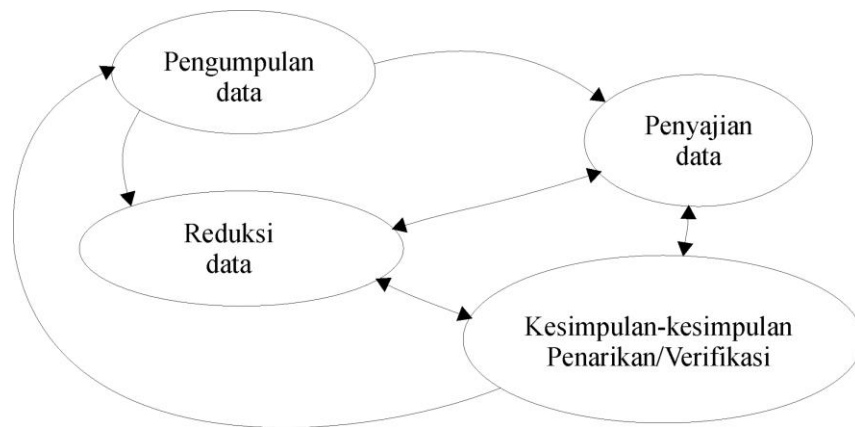 Pengumpulan
data
Penyajian
data
Reduksi
data
Kesimpulan-kesimpulan
Penarikan/Verifikasi